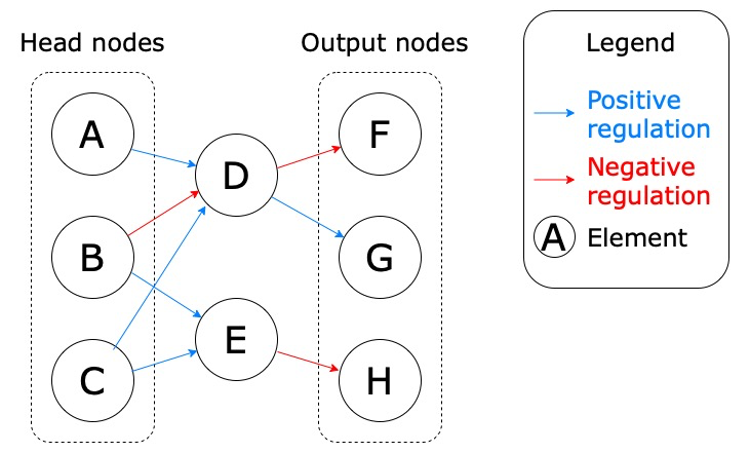 Head nodes
Output nodes
Legend
A
F
Positive
regulation
D
Negative
regulation
B
G
A Element
E
C
H